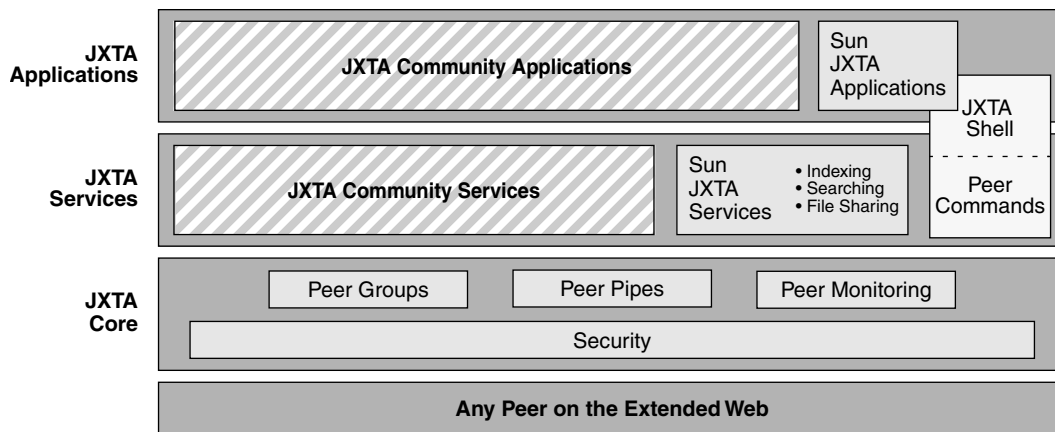 JXTA
Applications
JXTA Community Applications
Sun
JXTA
Applications
JXTA
Shell
Peer
Commands
JXTA
Services
JXTA Community Services
Sun
JXTA
Services
• Indexing
• Searching
• File Sharing
JXTA
Core
Peer Groups
Peer Pipes
Peer Monitoring
Security
Any Peer on the Extended Web